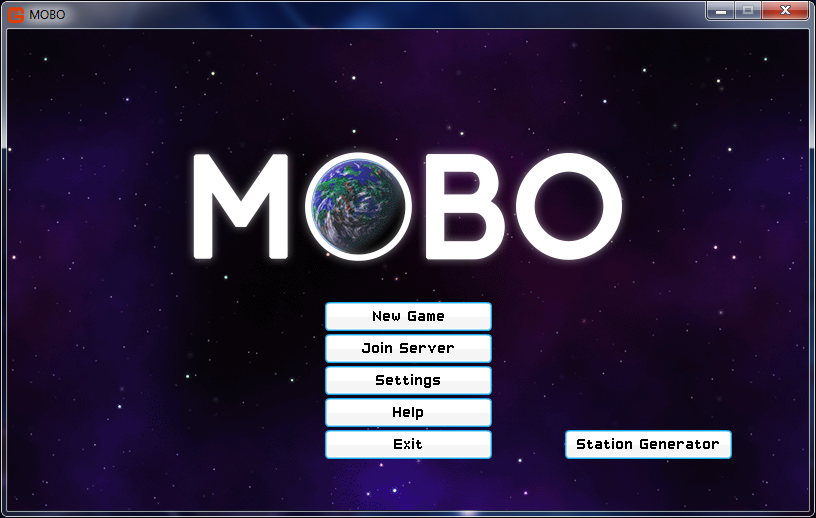 MOBO
MOBO
New Game
Join Server
Settings
Help
Exit
Station Generator